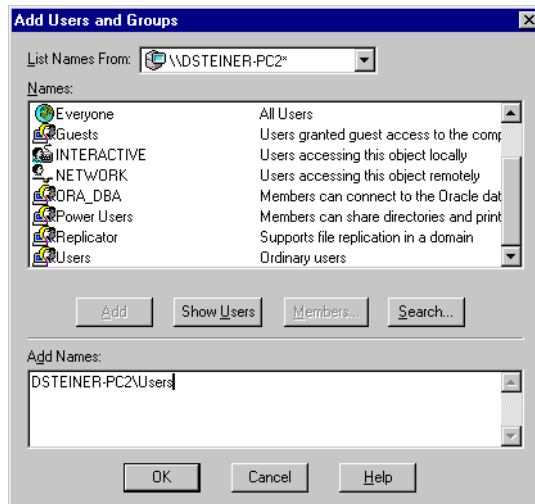 Add Users and Groups
List Names From: \\DSTEINER-PC2*
Names:
Everyone All Users
Guests Users granted guest access to the comp
INTERACTIVE Users accessing this object locally
NETWORK Users accessing this object remotely
ORA_DBA Members can connect to the Oracle dat
Power Users Members can share directories and print
Replicator Supports file replication in a domain
Users Ordinary users
Add Show Users Members... Search...
Add Names:
DSTEINER-PC2\Users
OK Cancel Help